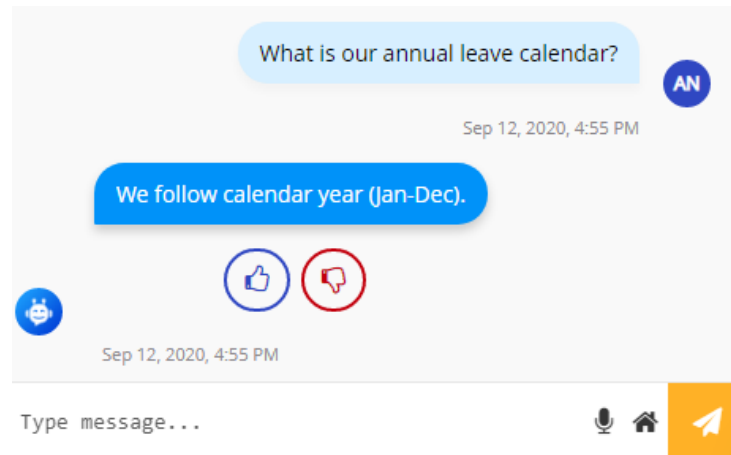 What is our annual leave calendar?
AN
Sep 12, 2020, 4:55 PM
We follow calendar year (Jan-Dec).
Sep 12, 2020, 4:55 PM
Type message...